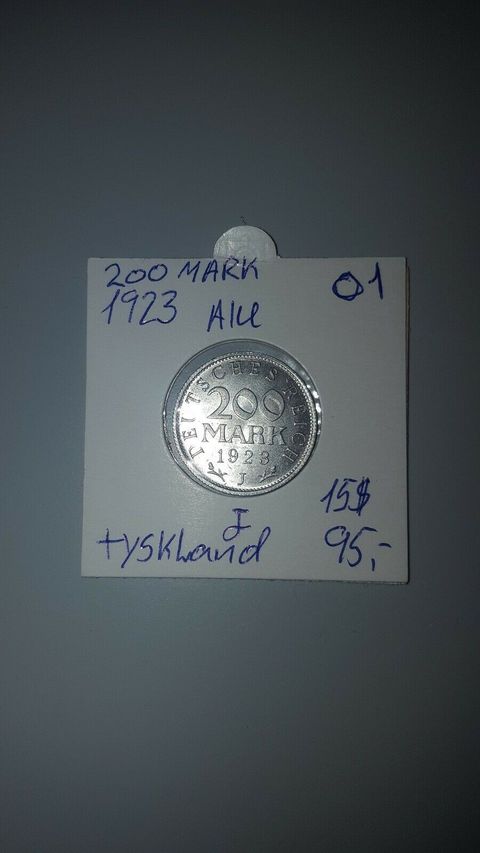 200 MARK
01
1923 Alu
DEUTSCHES REICH
200
MARK
1923
J
J
15$
tyskland
95,-